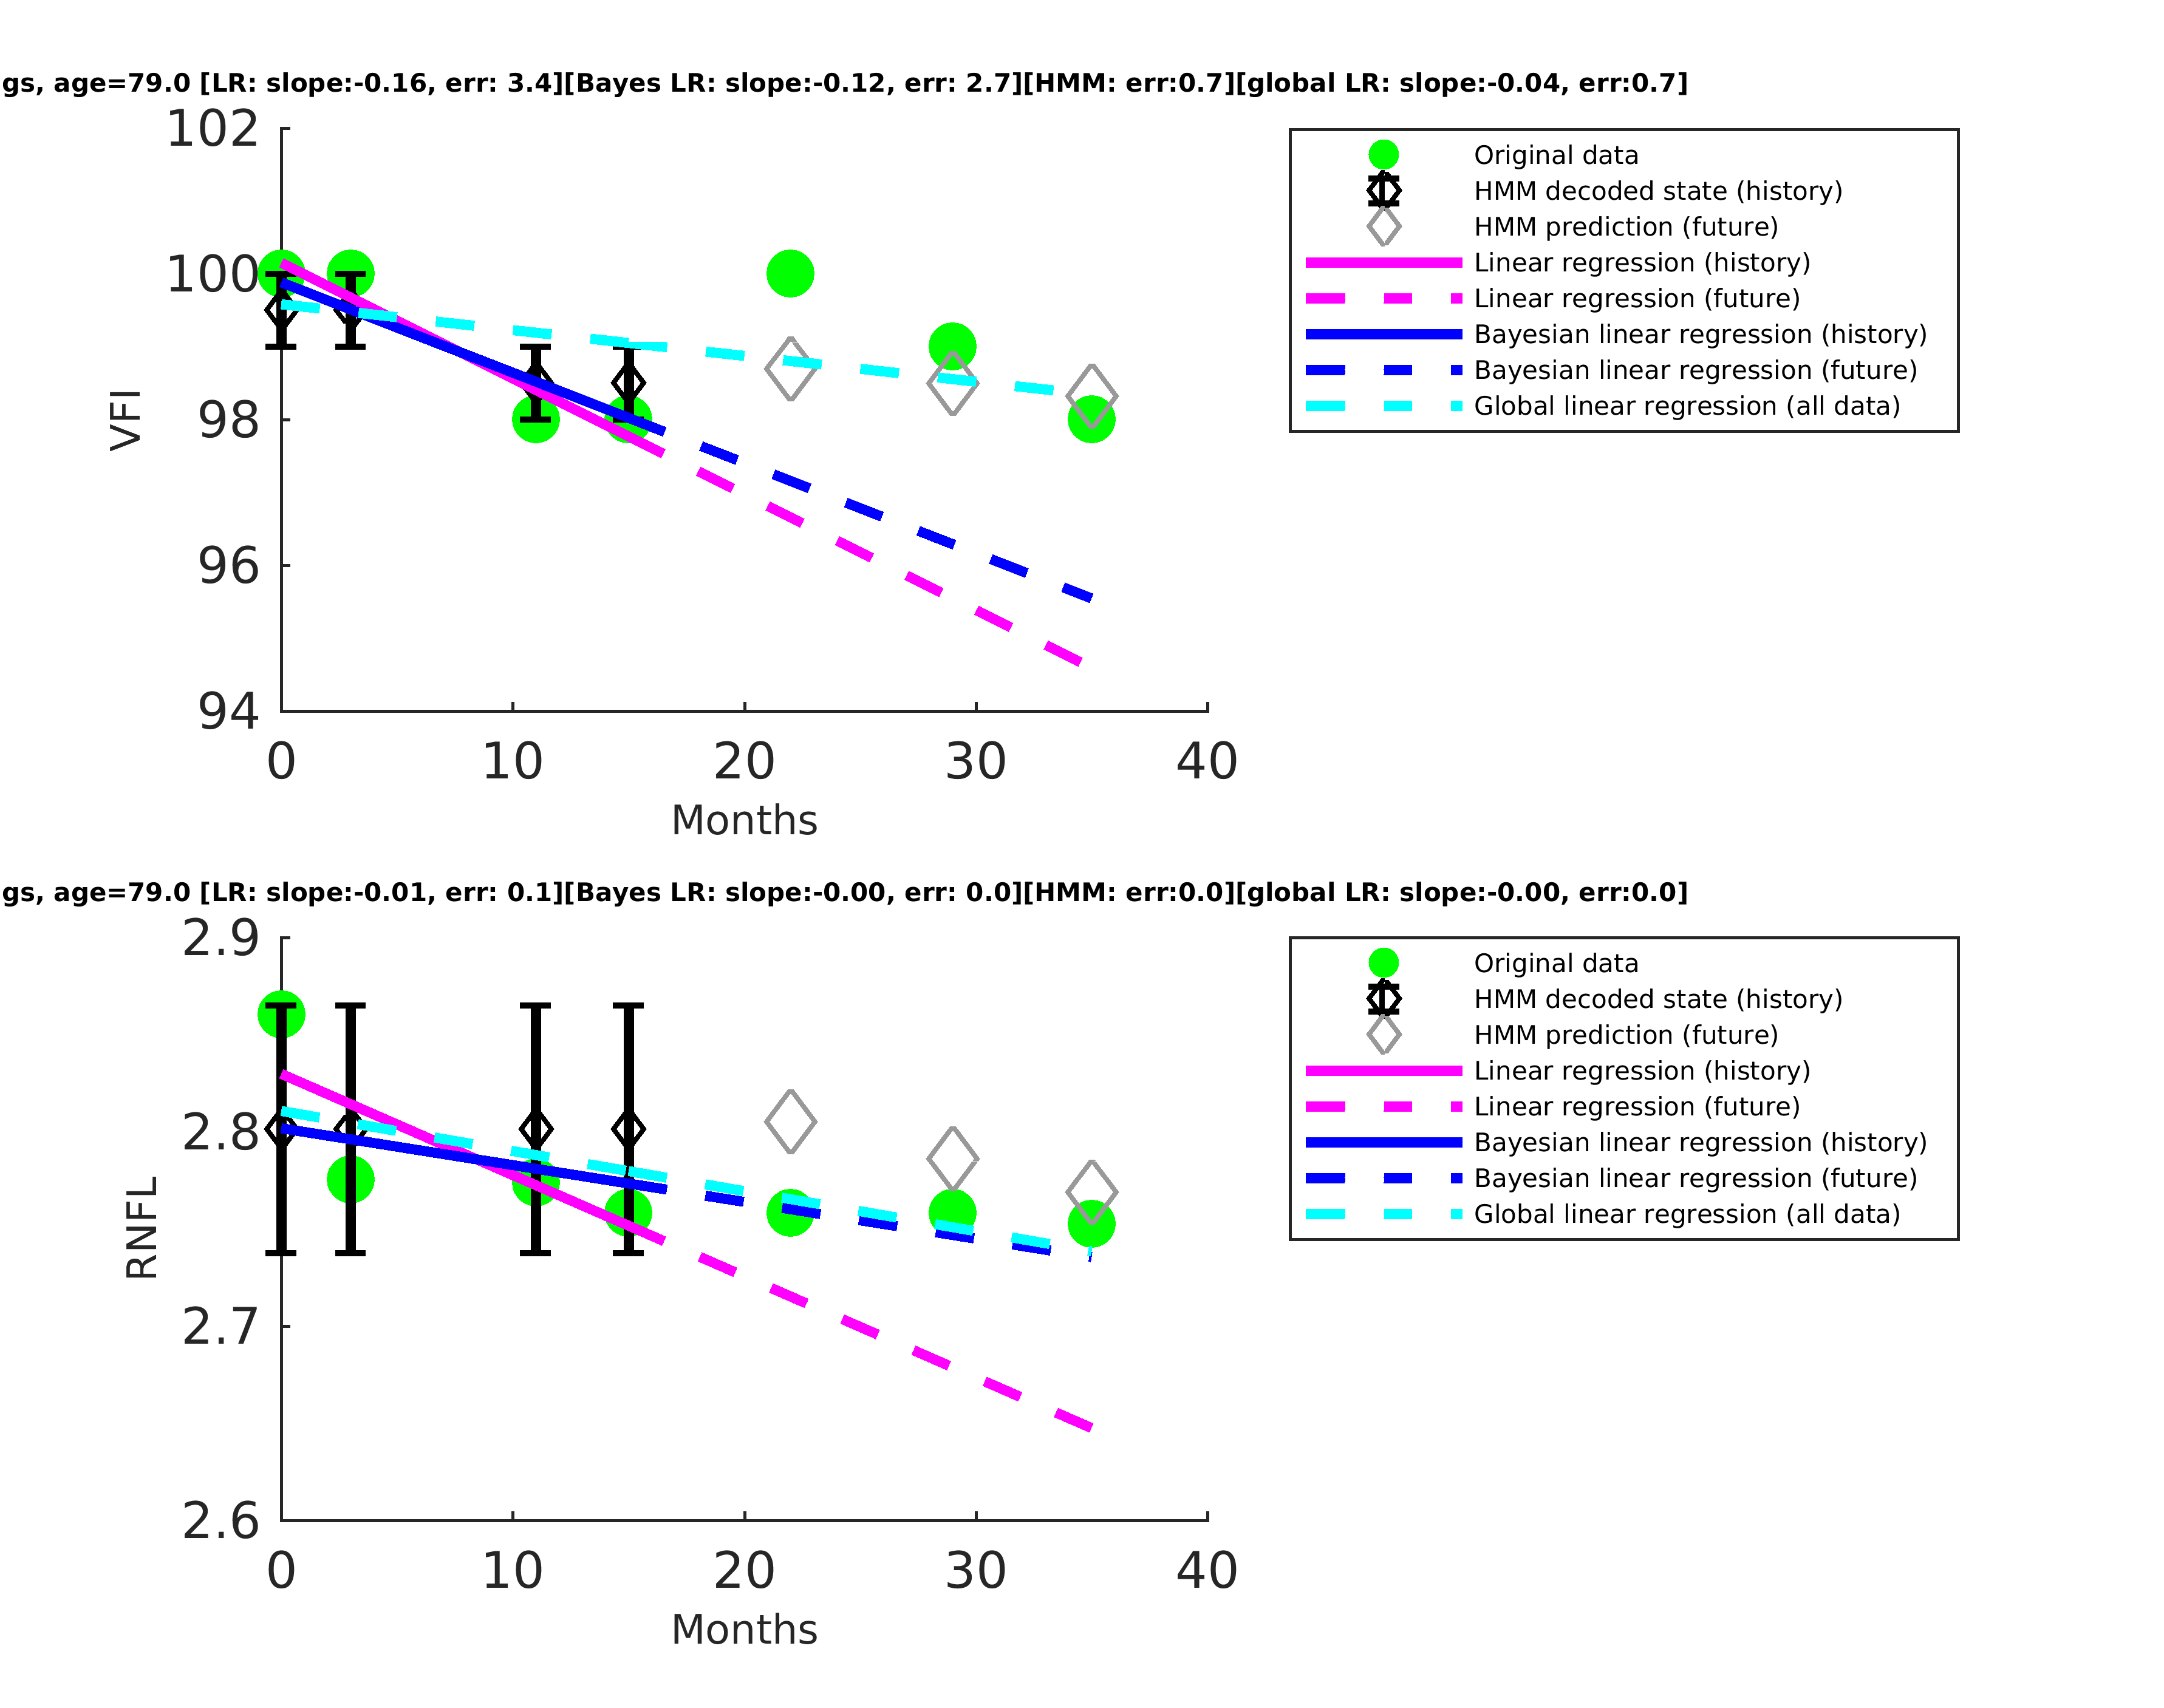 gs, age=79.0 [LR: slope:-0.16, err: 3.4][Bayes LR: slope:-0.12, err: 2.7][HMM: err:0.7][global LR: slope:-0.04, err:0.7]
102
100
98
96
94
VFI
0 10 20 30 40
Months
Original data
HMM decoded state (history)
HMM prediction (future)
Linear regression (history)
Linear regression (future)
Bayesian linear regression (history)
Bayesian linear regression (future)
Global linear regression (all data)
gs, age=79.0 [LR: slope:-0.01, err: 0.1][Bayes LR: slope:-0.00, err: 0.0][HMM: err:0.0][global LR: slope:-0.00, err:0.0]
2.9
2.8
2.7
2.6
RNFL
0 10 20 30 40
Months
Original data
HMM decoded state (history)
HMM prediction (future)
Linear regression (history)
Linear regression (future)
Bayesian linear regression (history)
Bayesian linear regression (future)
Global linear regression (all data)